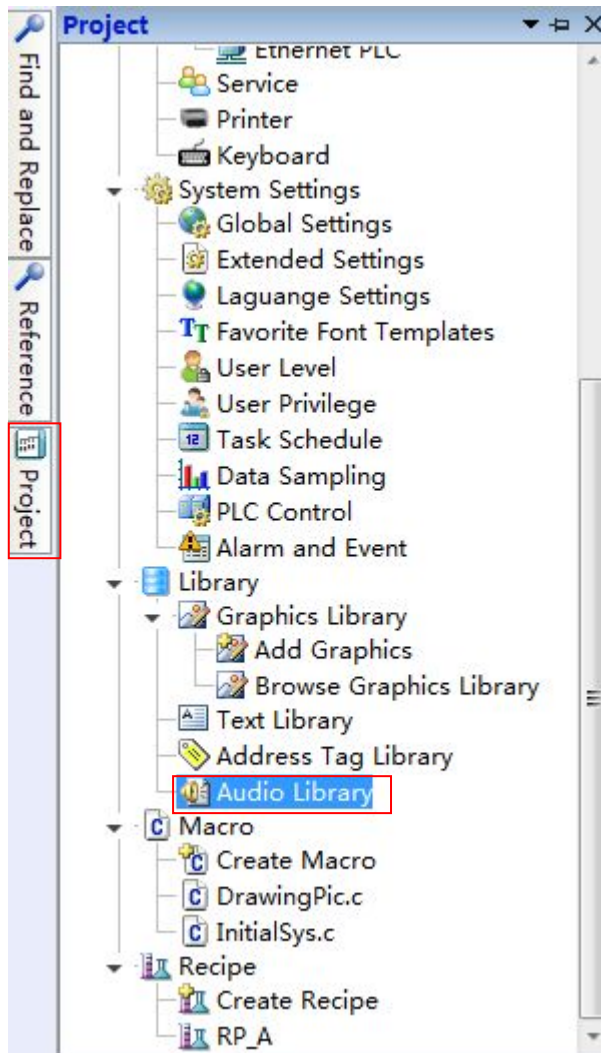 Project
Find and Replace
Reference
Project
Ethernet PLC
Service
Printer
Keyboard
System Settings
Global Settings
Extended Settings
Laguange Settings
Favorite Font Templates
User Level
User Privilege
Task Schedule
Data Sampling
PLC Control
Alarm and Event
Library
Graphics Library
Add Graphics
Browse Graphics Library
Text Library
Address Tag Library
Audio Library
Macro
Create Macro
DrawingPic.c
InitialSys.c
Recipe
Create Recipe
RP_A